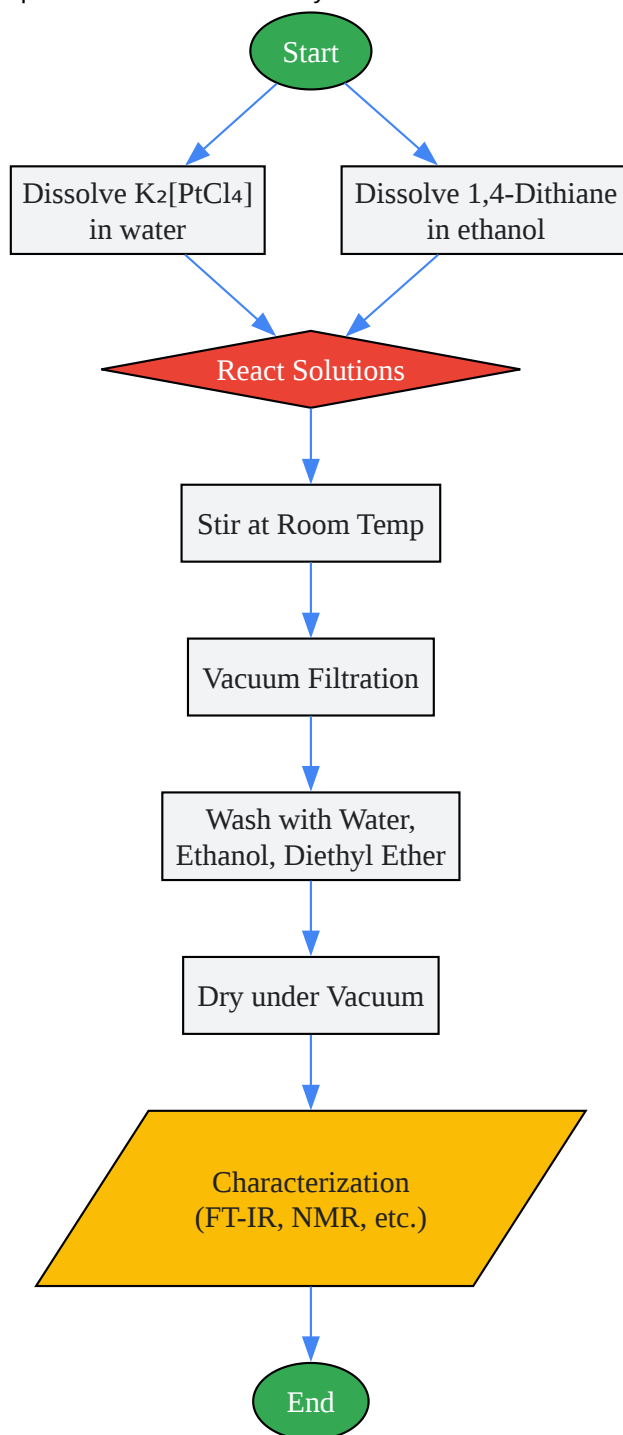 Start
Dissolve K₂[PtCl₄]
in water
Dissolve 1,4-Dithiane
in ethanol
React Solutions
Stir at Room Temp
Vacuum Filtration
Wash with Water,
Ethanol, Diethyl Ether
Dry under Vacuum
Characterization
(FT-IR, NMR, etc.)
End